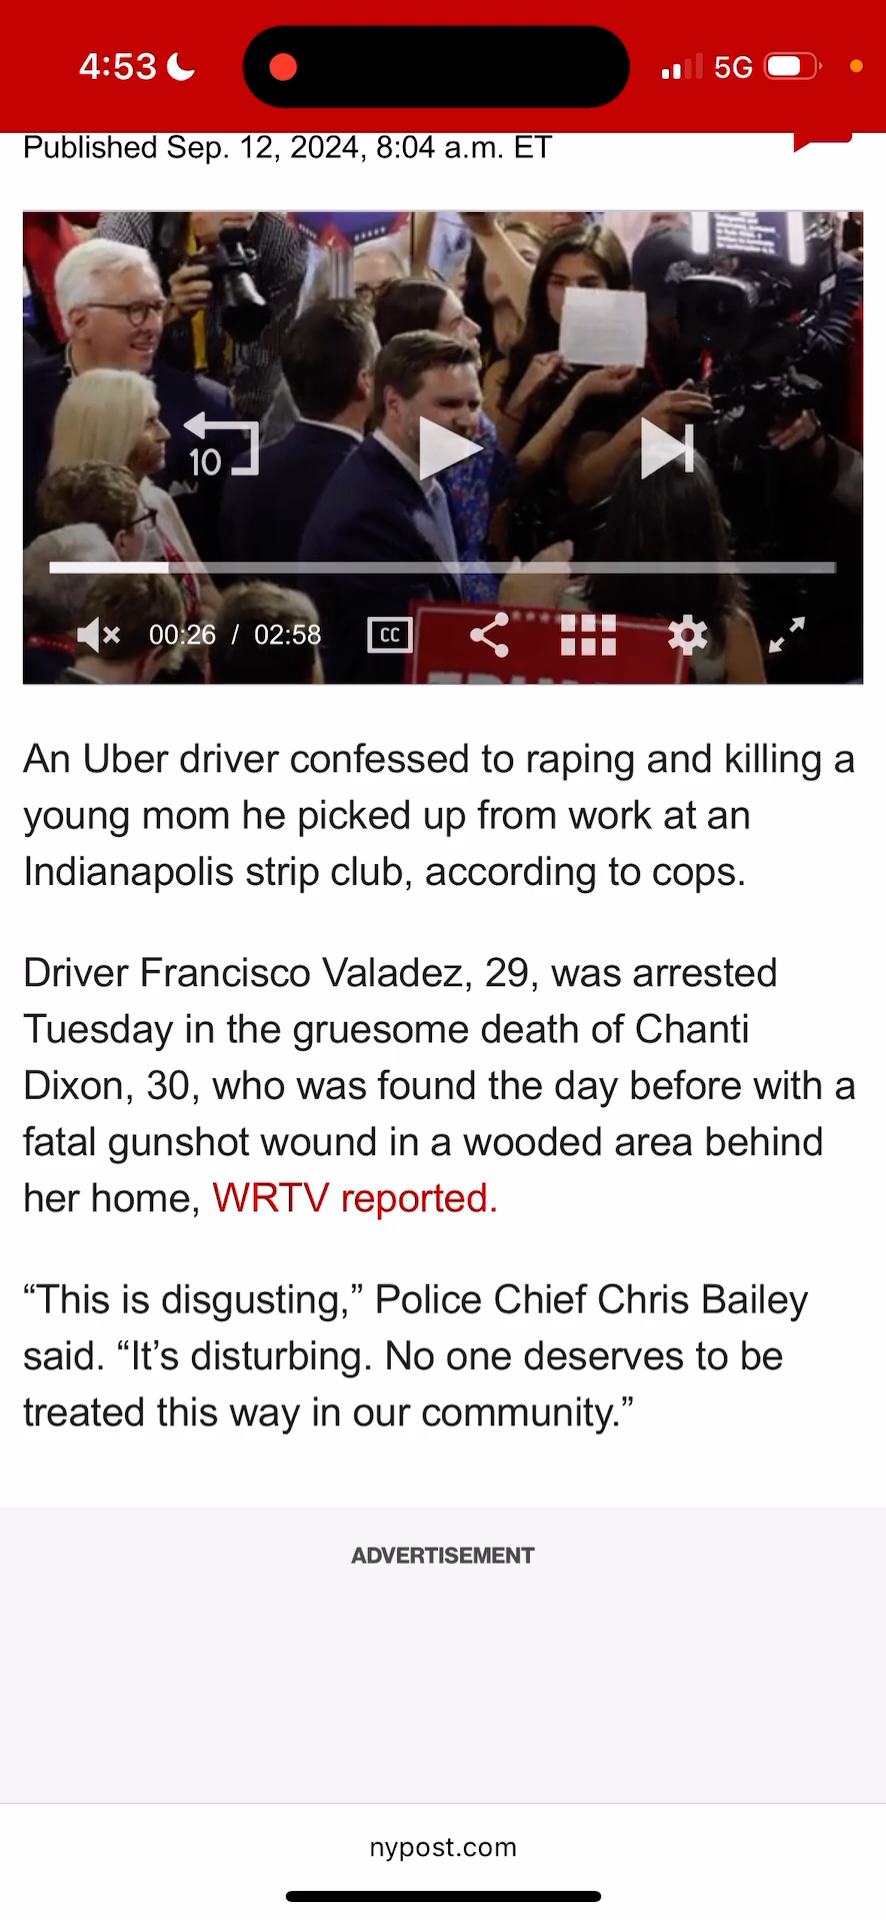 4:53
5G
Published Sep. 12, 2024, 8:04 a.m. ET
10
00:26 / 02:58
CC
An Uber driver confessed to raping and killing a
young mom he picked up from work at an
Indianapolis strip club, according to cops.
Driver Francisco Valadez, 29, was arrested
Tuesday in the gruesome death of Chanti
Dixon, 30, who was found the day before with a
fatal gunshot wound in a wooded area behind
her home, WRTV reported.
“This is disgusting,” Police Chief Chris Bailey
said. “It’s disturbing. No one deserves to be
treated this way in our community.”
ADVERTISEMENT
nypost.com